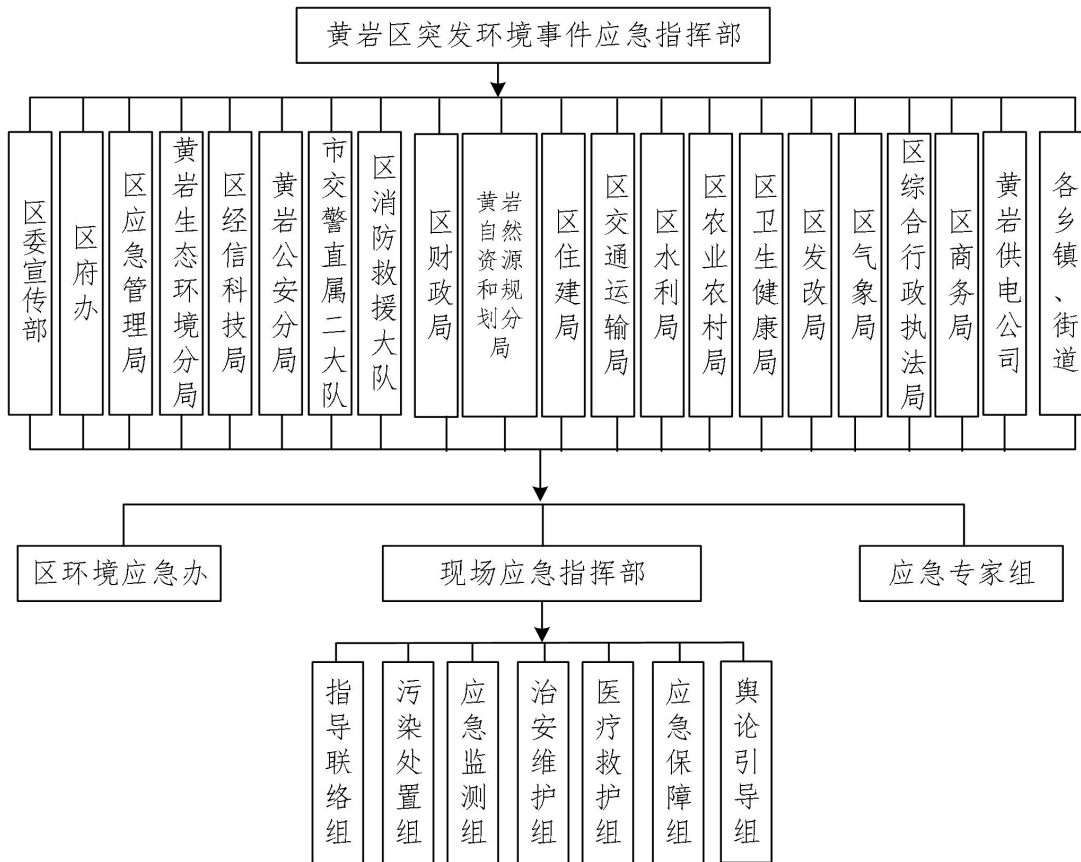 黄岩区突发环境事件应急指挥部
区委宣传部
区府办
区应急管理局
黄岩生态环境分局
区经信科技局
黄岩公安分局
市交警直属二大队
区消防救援大队
区财政局
黄岩自然资源和规划分局
区住建局
区交通运输局
区水利局
区农业农村局
区卫生健康局
区发改局
区气象局
区综合行政执法局
区商务局
黄岩供电公司
各乡镇、街道
区环境应急办
现场应急指挥部
应急专家组
指导联络组
污染处置组
应急监测组
治安维护组
医疗救护组
应急保障组
舆论引导组